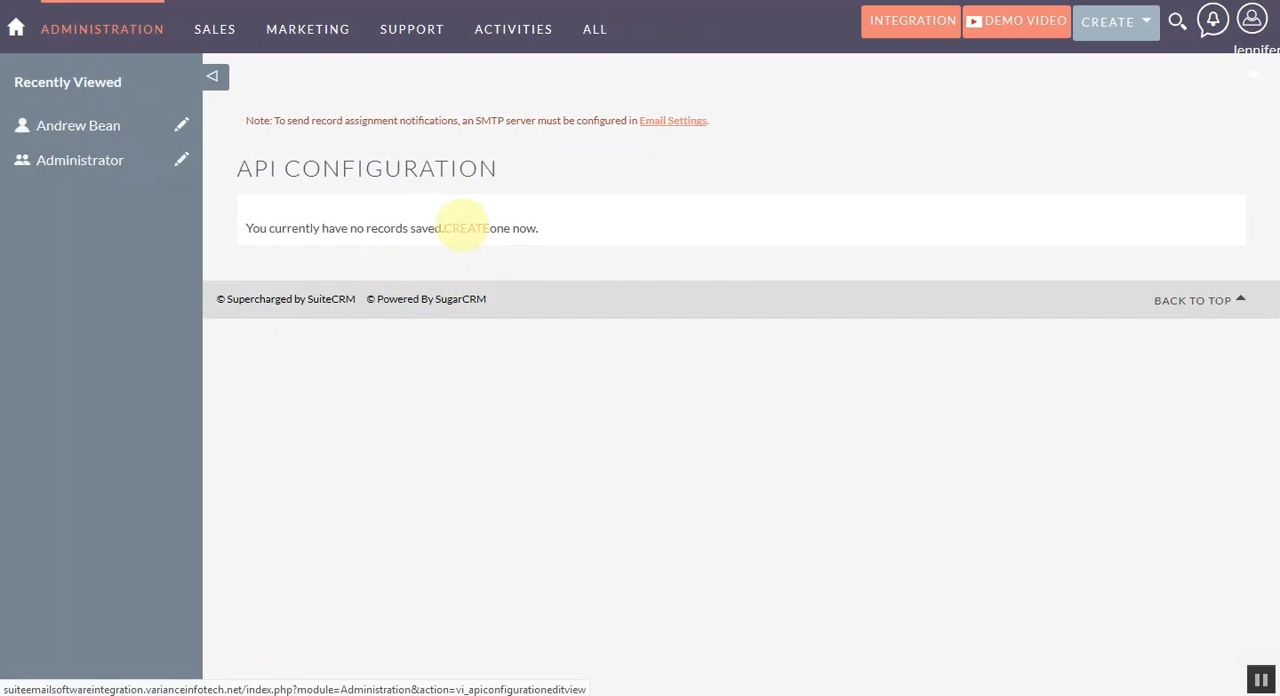 ADMINISTRATION SALES MARKETING SUPPORT ACTIVITIES ALL INTEGRATION DEMO VIDEO CREATE
Jennifer
Recently Viewed
Andrew Bean
Administrator
Note: To send record assignment notifications, an SMTP server must be configured in Email Settings.
API CONFIGURATION
You currently have no records saved.CREATEone now.
© Supercharged by SuiteCRM © Powered By SugarCRM
BACK TO TOP
suiteemailsoftwareintegration.varianceinfotech.net/index.php?module=Administration&action=vi_apiconfigurationeditview